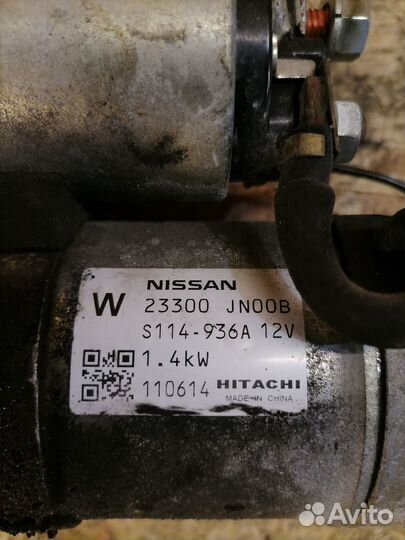 NISSAN
W 23300 JN00B
S114-936A 12V
1.4kW
110614 HITACHI
MADE IN CHINA
Avito